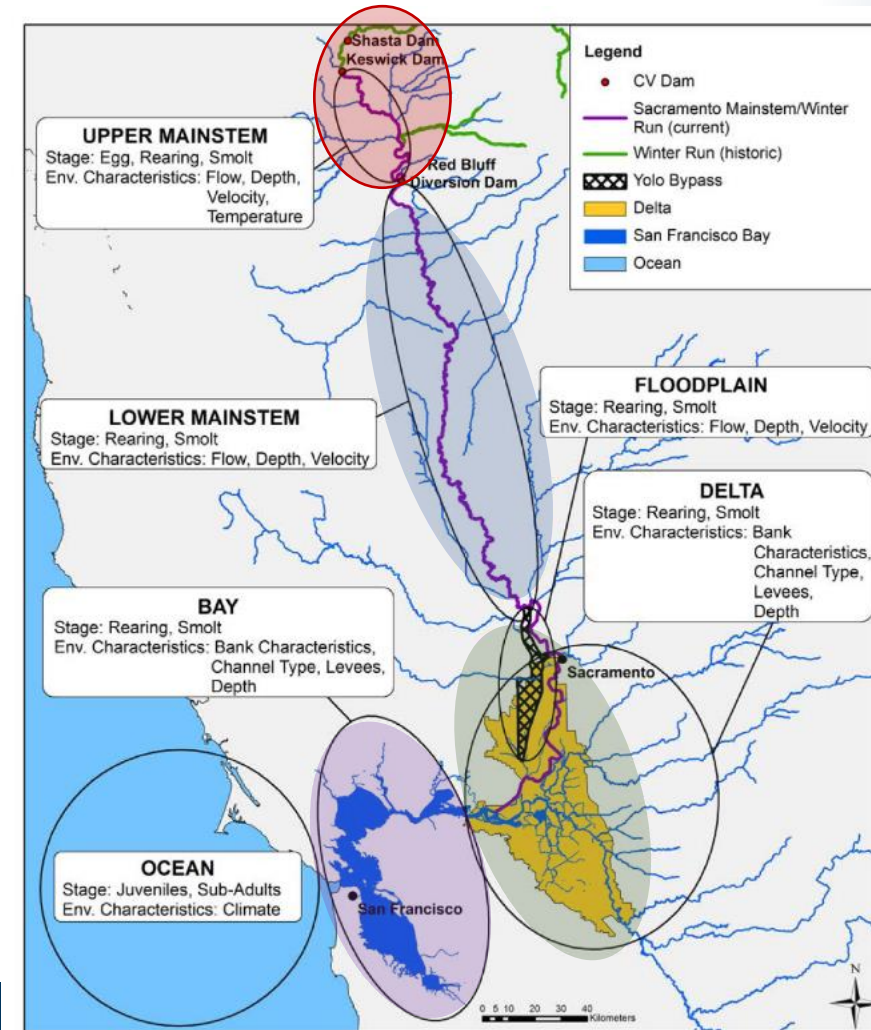 Shasta Dam
Keswick Dam
Legend
CV Dam
Sacramento Mainstem/Winter
Run (current)
Winter Run (historic)
Yolo Bypass
Delta
San Francisco Bay
Ocean
UPPER MAINSTEM
Stage: Egg, Rearing, Smolt
Env. Characteristics: Flow, Depth,
Velocity,
Temperature
Red Bluff
Diversion Dam
LOWER MAINSTEM
Stage: Rearing, Smolt
Env. Characteristics: Flow, Depth, Velocity
FLOODPLAIN
Stage: Rearing, Smolt
Env. Characteristics: Flow, Depth, Velocity
DELTA
Stage: Rearing, Smolt
Env. Characteristics: Bank
Characteristics,
Channel Type,
Levees,
Depth
BAY
Stage: Rearing, Smolt
Env. Characteristics: Bank Characteristics,
Channel Type, Levees,
Depth
Sacramento
OCEAN
Stage: Juveniles, Sub-Adults
Env. Characteristics: Climate
San Francisco
N
0 5 10 20 30 40
Kilometers